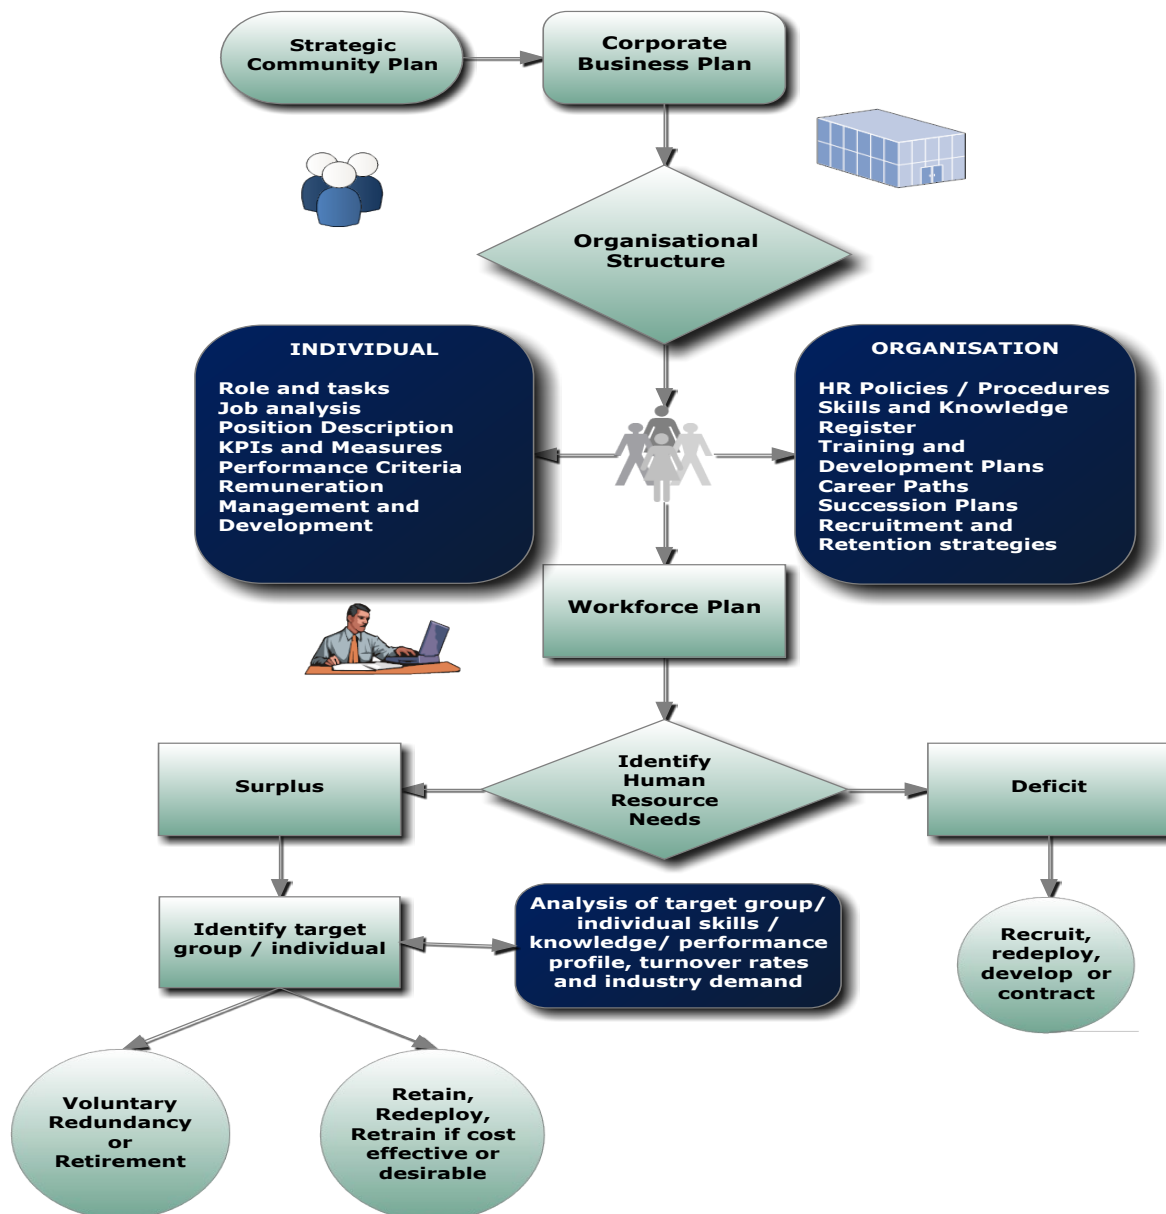 Strategic
Community Plan
Corporate
Business Plan
Organisational
Structure
INDIVIDUAL
Role and tasks
Job analysis
Position Description
KPIs and Measures
Performance Criteria
Remuneration
Management and
Development
ORGANISATION
HR Policies / Procedures
Skills and Knowledge
Register
Training and
Development Plans
Career Paths
Succession Plans
Recruitment and
Retention strategies
Workforce Plan
Identify
Human
Resource
Needs
Surplus
Deficit
Identify target
group / individual
Analysis of target group/
individual skills /
knowledge/ performance
profile, turnover rates
and industry demand
Recruit,
redeploy,
develop or
contract
Voluntary
Redundancy
or
Retirement
Retain,
Redeploy,
Retrain if cost
effective or
desirable